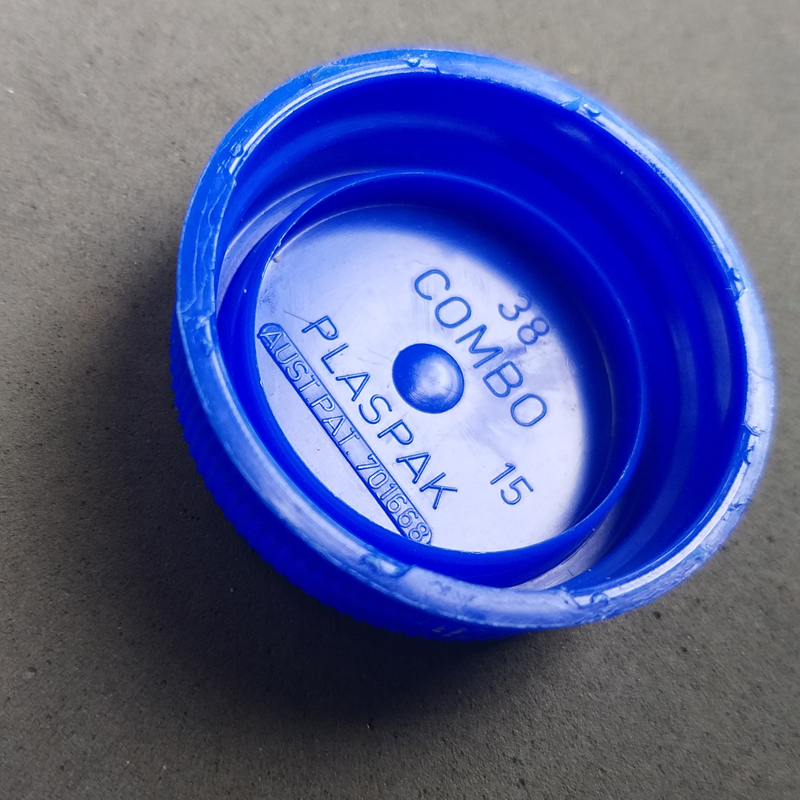 38
COMBO
15
PLASPAK
AUST.PAT. 701668